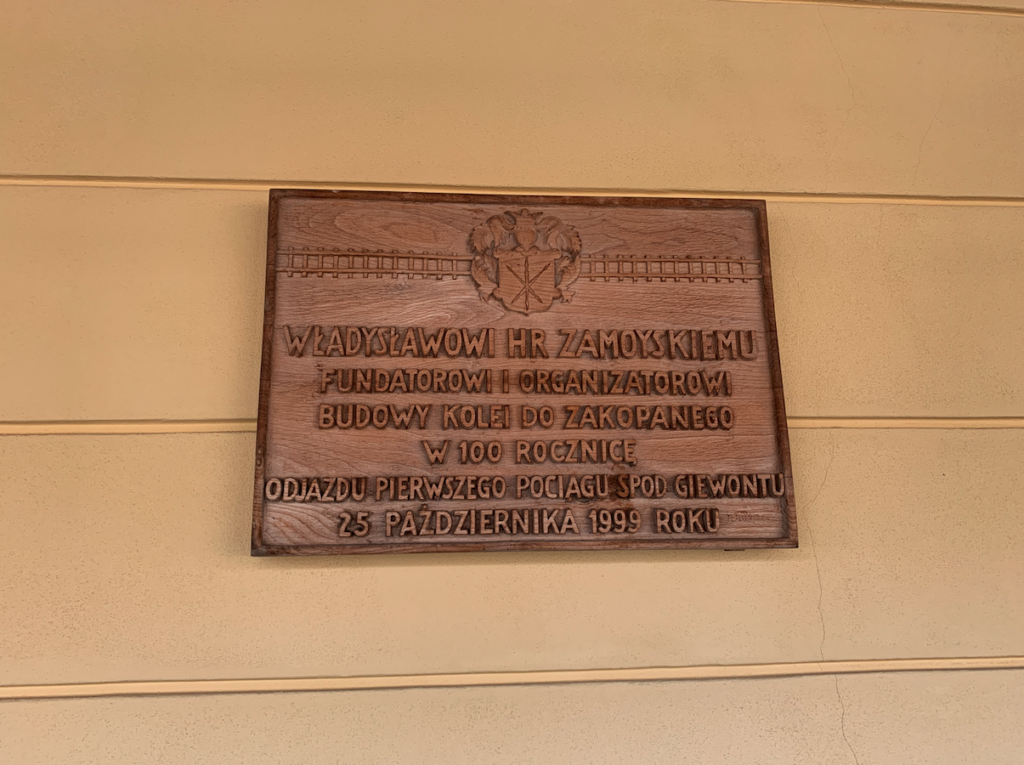 WŁADYSŁAWOWI HR ZAMOYSKIEMU
FUNDATOROWI I ORGANIZATOROWI
BUDOWY KOLEI DO ZAKOPANEGO
W 100 ROCZNICĘ
ODJAZDU PIERWSZEGO POCIĄGU SPOD GIEWONTU
25 PAŹDZIERNIKA 1999 ROKU